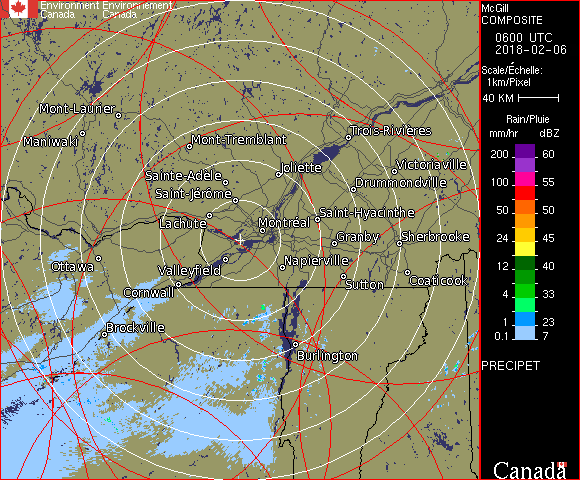 Environment Environnement
Canada Canada
McGill
COMPOSITE
0600 UTC
2018-02-06
Scale/Échelle:
1km/Pixel
40 KM
Rain/Pluie
mm/hr dBZ
200 60
100 55
50 50
24 45
12 40
4 33
1 23
0.1 7
PRECIPET
Canada
Mont-Laurier
Maniwaki
Mont-Tremblant
Trois-Rivières
Joliette
Victoriaville
Sainte-Adèle
Drummondville
Saint-Jérôme
Lachute
Montréal
Saint-Hyacinthe
Granby
Sherbrooke
Ottawa
Valleyfield
Napierville
Cornwall
Sutton
Coaticook
Brockville
Burlington